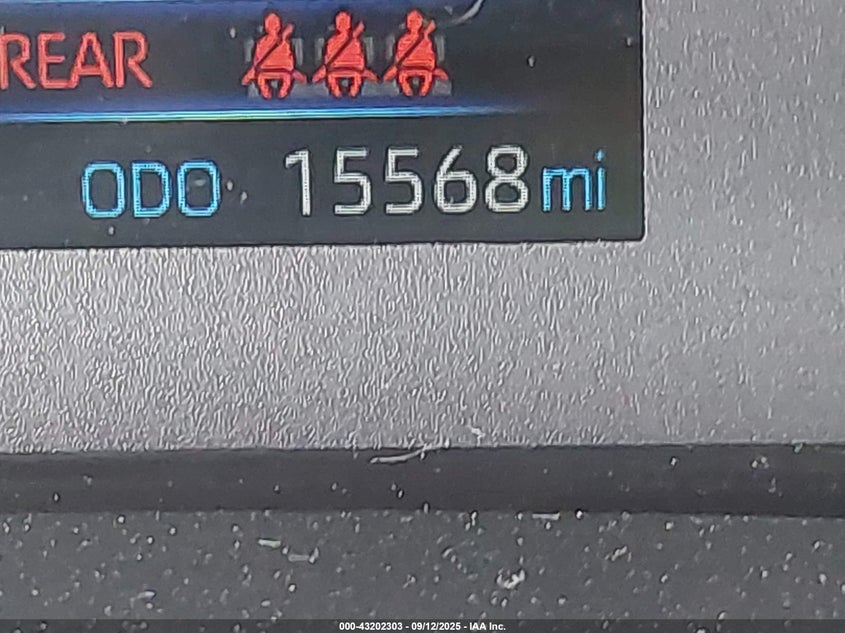 REAR
ODO 15568 mi
000-43202303 - 09/12/2025 - IAA Inc.